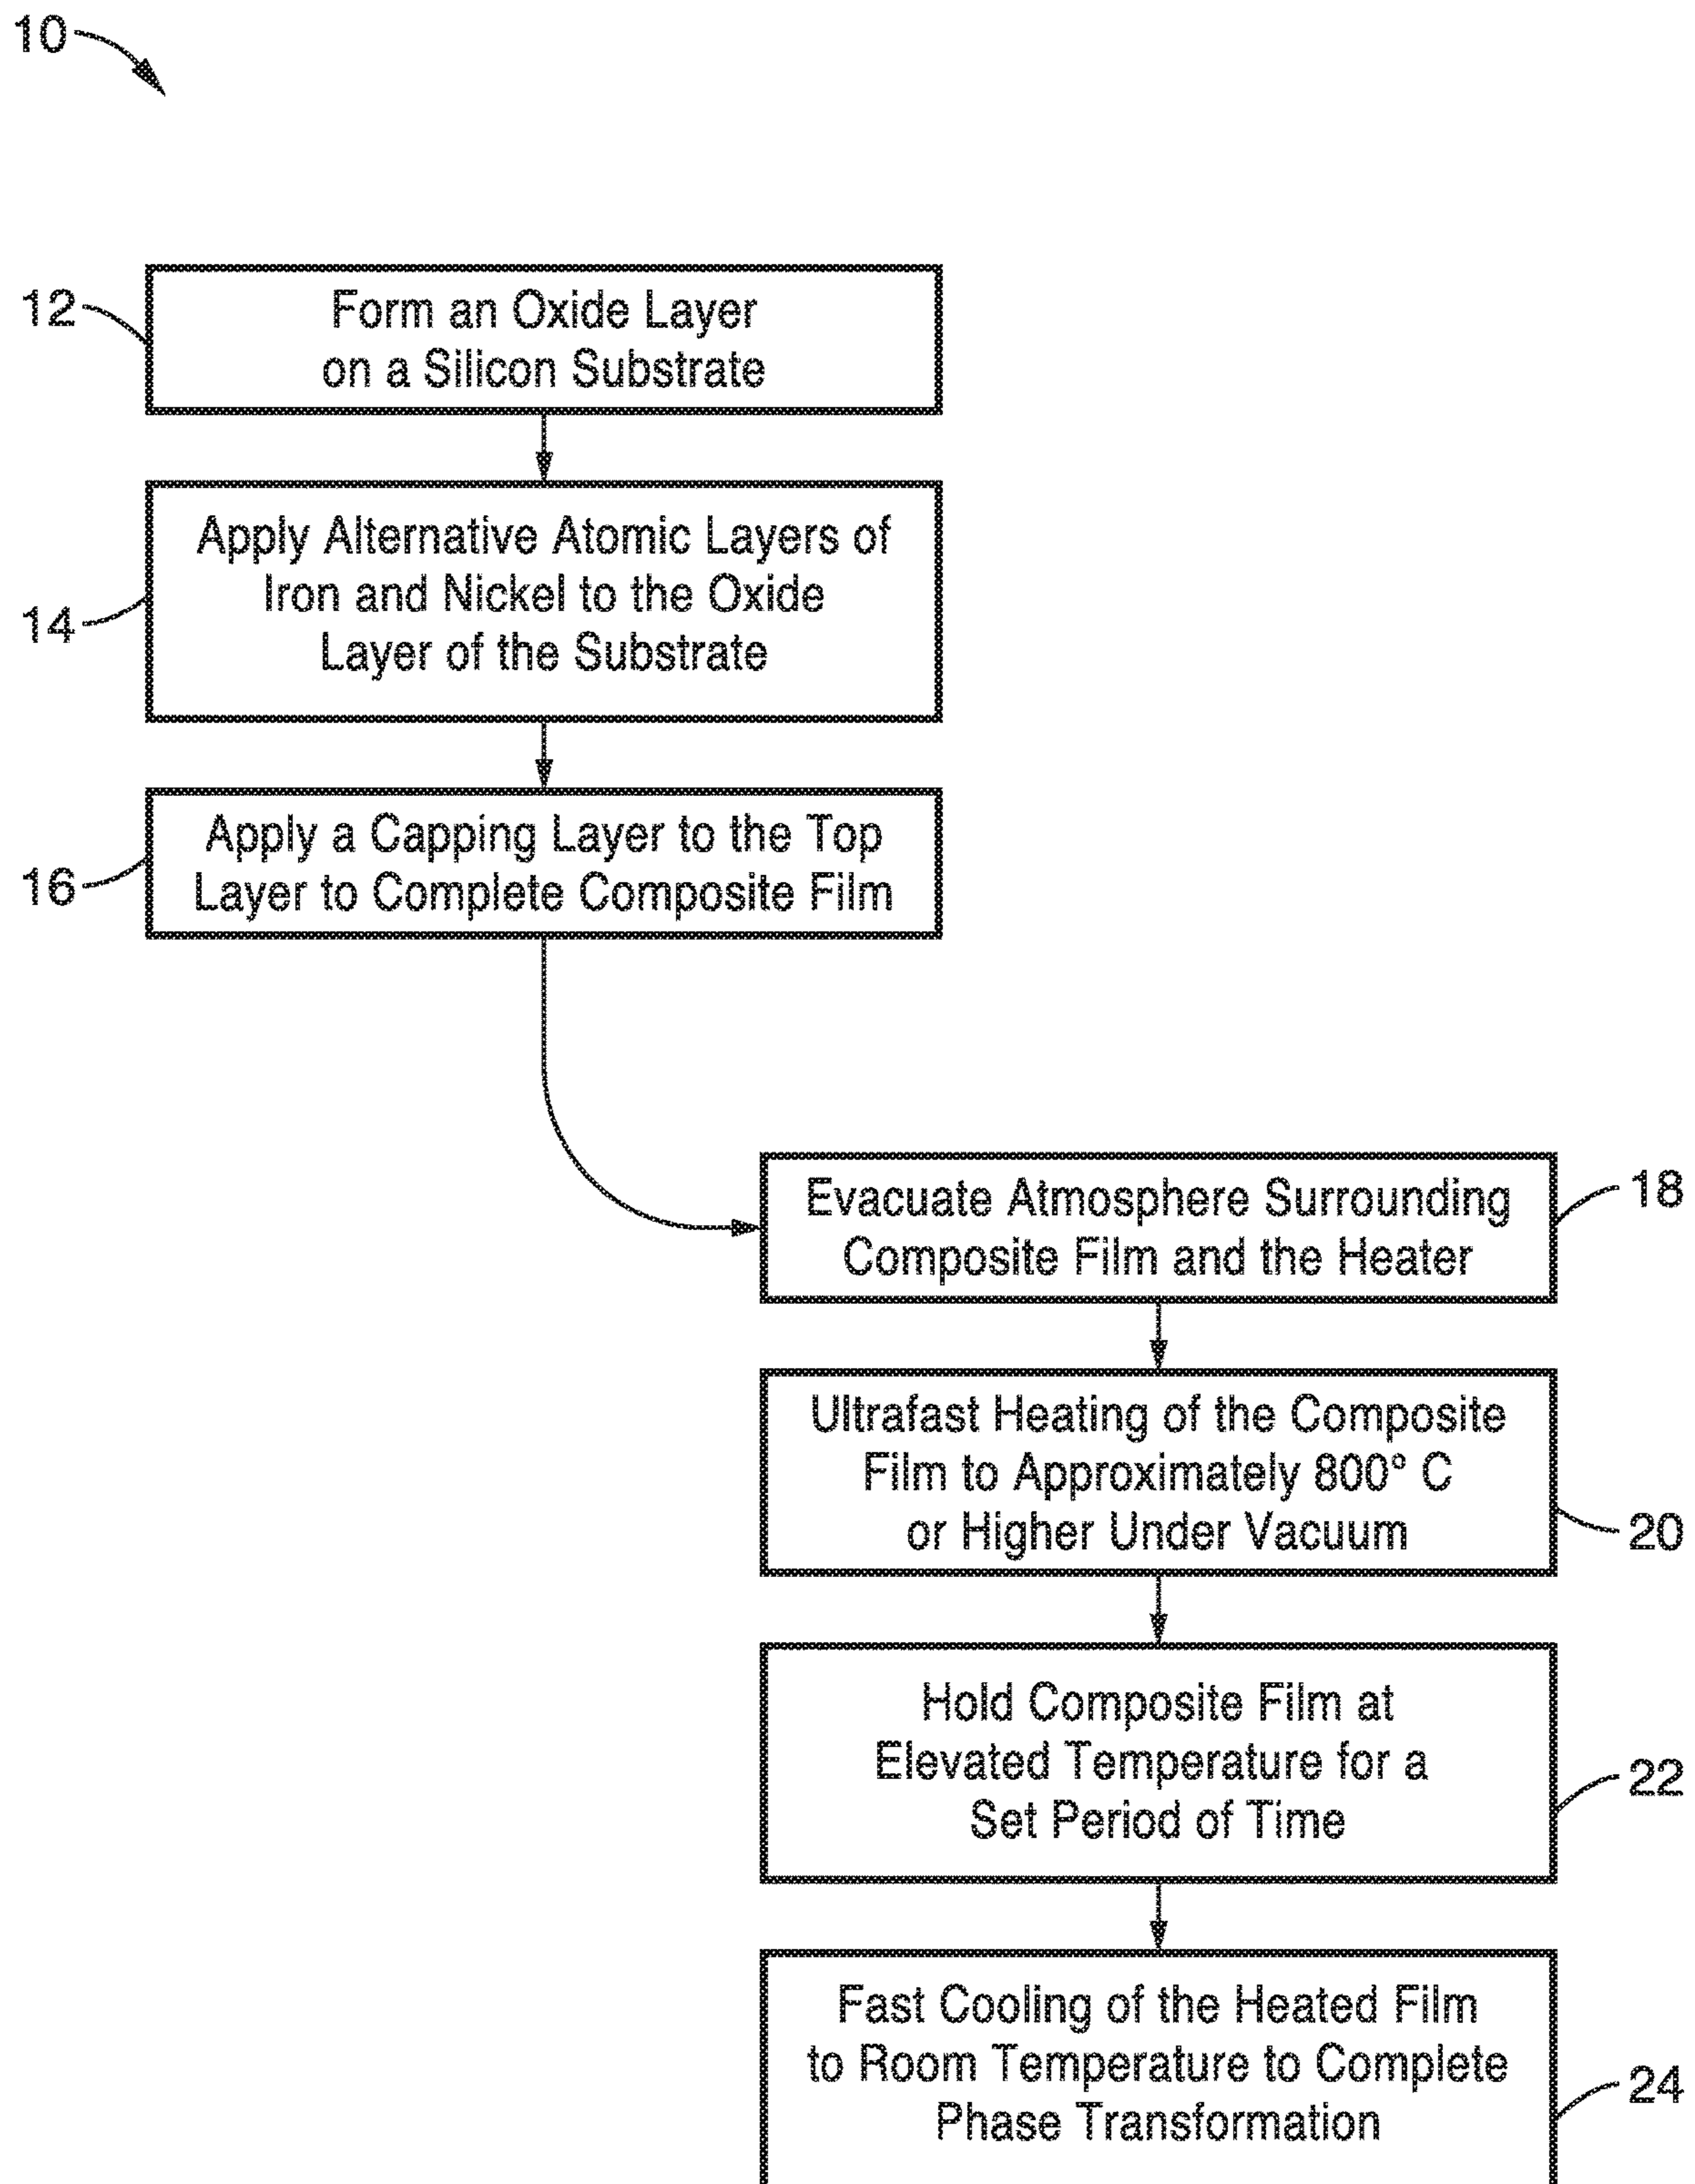 10
12
Form an Oxide Layer
on a Silicon Substrate
14
Apply Alternative Atomic Layers of
Iron and Nickel to the Oxide
Layer of the Substrate
16
Apply a Capping Layer to the Top
Layer to Complete Composite Film
18
Evacuate Atmosphere Surrounding
Composite Film and the Heater
20
Ultrafast Heating of the Composite
Film to Approximately 800° C
or Higher Under Vacuum
22
Hold Composite Film at
Elevated Temperature for a
Set Period of Time
24
Fast Cooling of the Heated Film
to Room Temperature to Complete
Phase Transformation